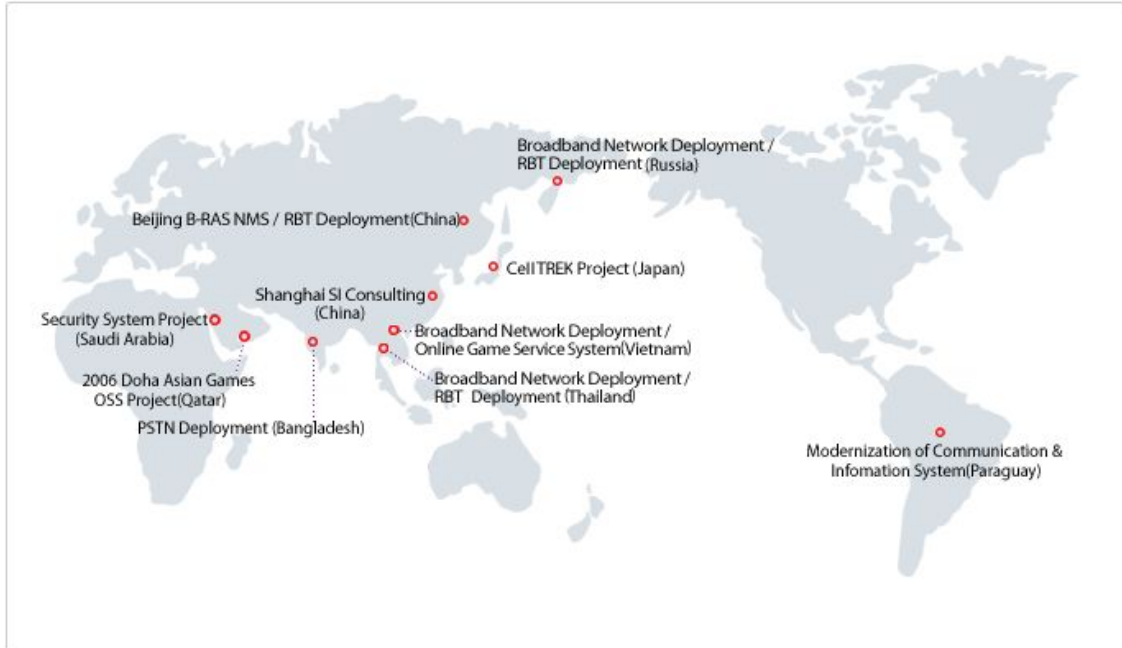 Broadband Network Deployment /
RBT Deployment (Russia)
Beijing B-RAS NMS / RBT Deployment(China)
CellTREK Project (Japan)
Shanghai SI Consulting
(China)
Security System Project
(Saudi Arabia)
Broadband Network Deployment /
Online Game Service System(Vietnam)
2006 Doha Asian Games
OSS Project(Qatar)
Broadband Network Deployment /
RBT Deployment (Thailand)
PSTN Deployment (Bangladesh)
Modernization of Communication &
Infomation System(Paraguay)